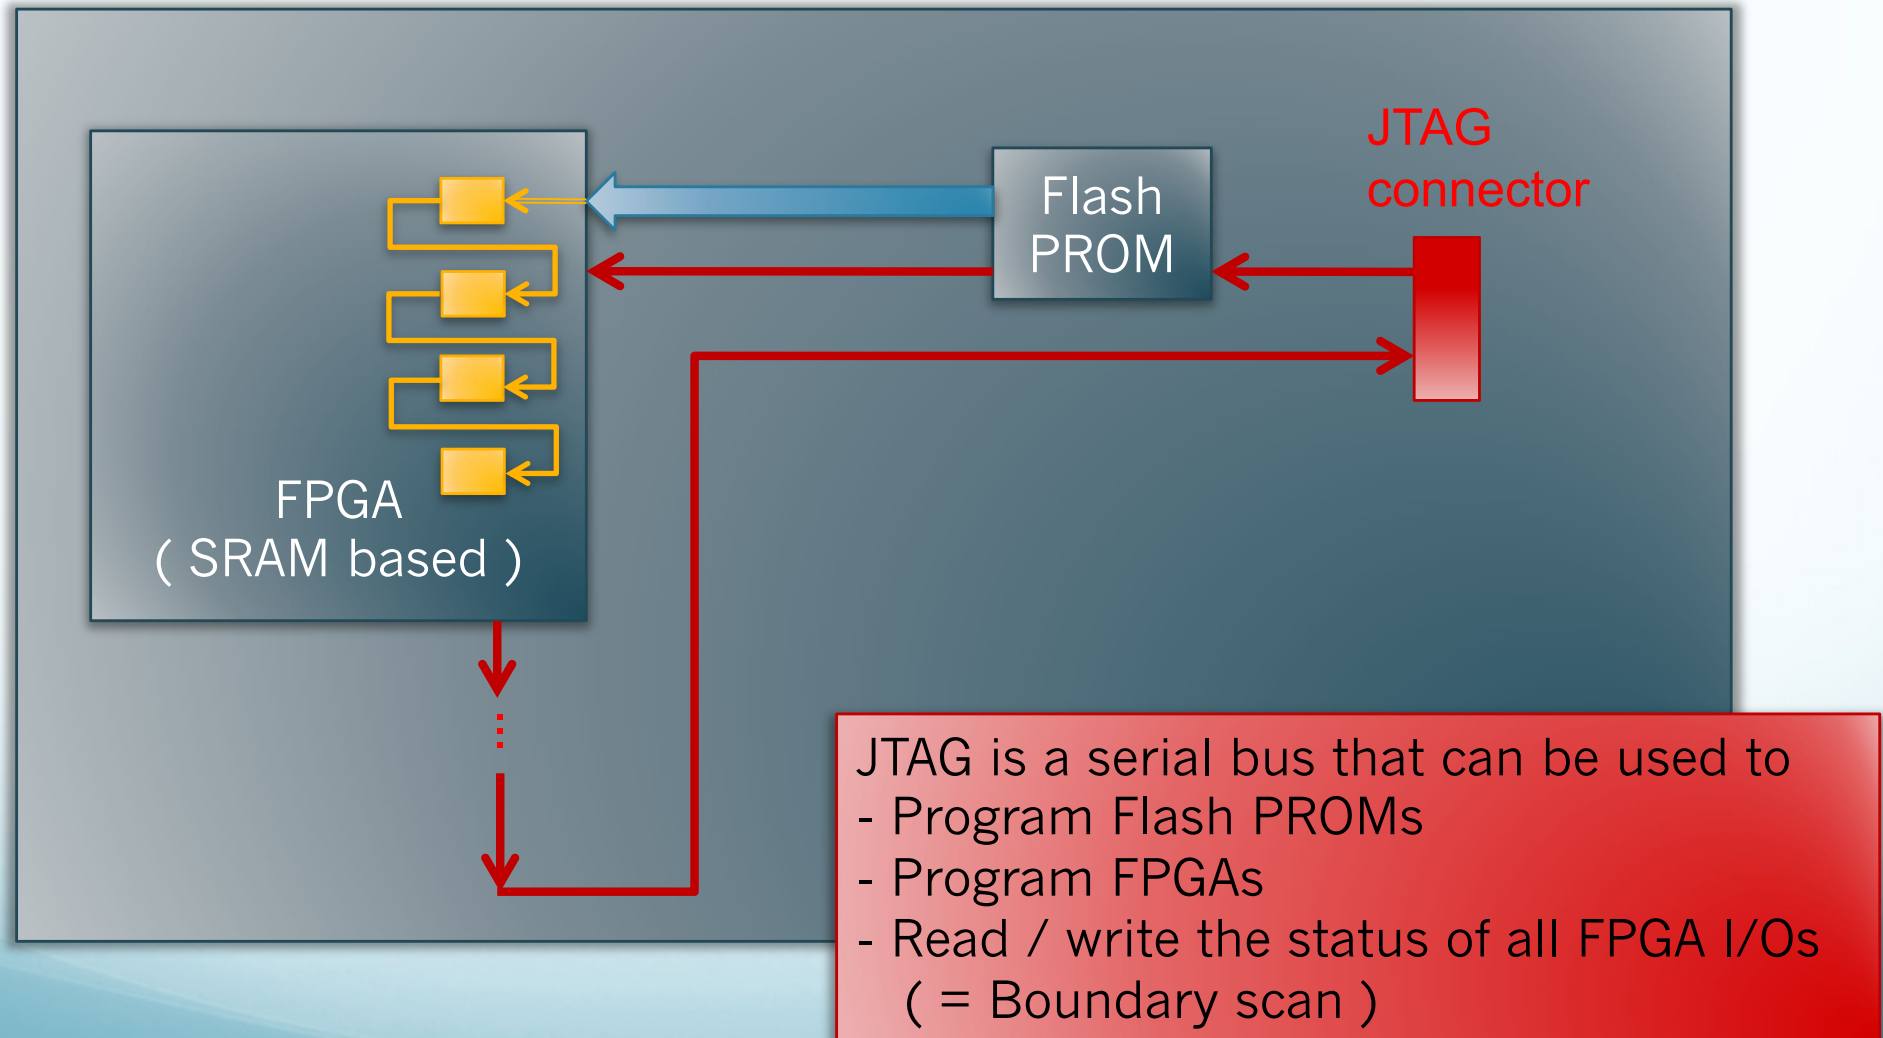 JTAG
connector
Flash
PROM
FPGA
( SRAM based )
JTAG is a serial bus that can be used to
- Program Flash PROMs
- Program FPGAs
- Read / write the status of all FPGA I/Os
( = Boundary scan )